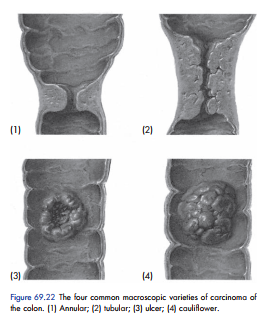 (1)
(2)
(3)
(4)
Figure 69.22 The four common macroscopic varieties of carcinoma of
the colon. (1) Annular; (2) tubular; (3) ulcer; (4) cauliflower.